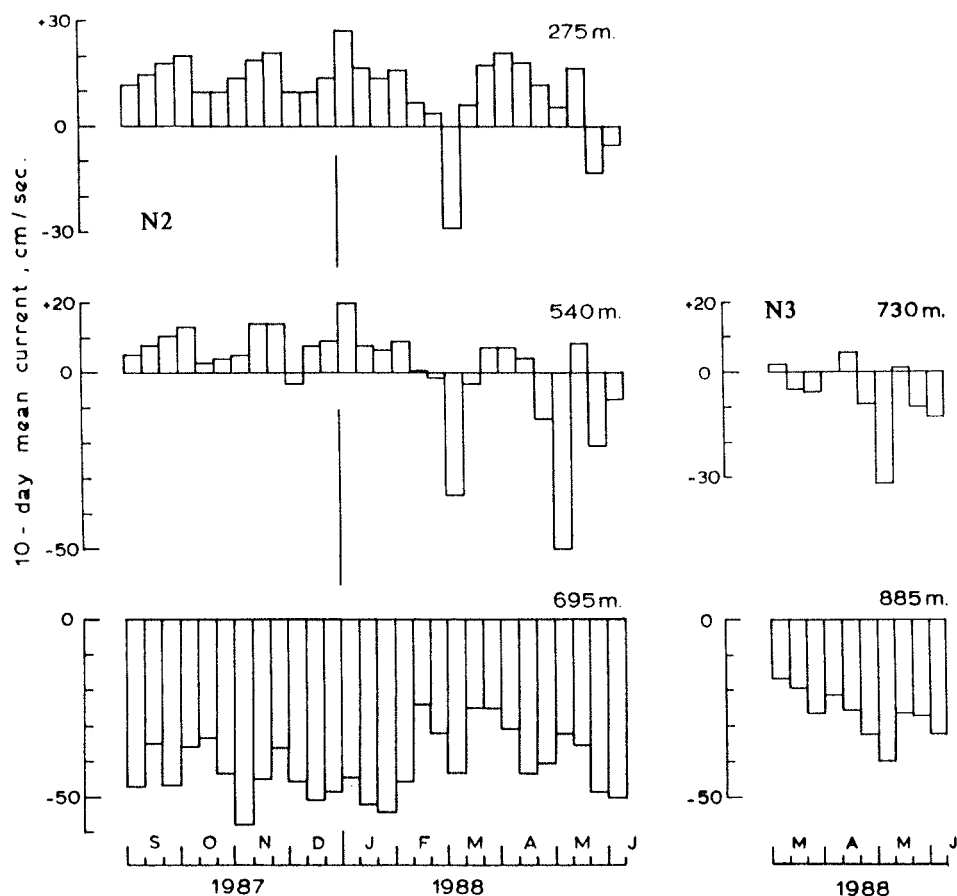 10-day mean current, cm/sec.
+30
0
-30
275 m.
N2
+20
0
-50
540 m.
N3
730 m.
+20
0
-30
695 m.
0
-50
885 m.
0
-50
S O N D J F M A M J
1987 1988
M A M J
1988